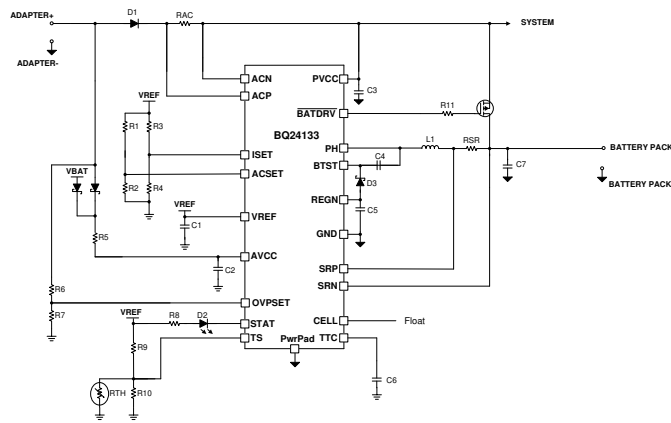 ADAPTER+
D1
RAC
SYSTEM
ADAPTER-
ACN
PVCC
C3
ACP
VREF
BATDRV
R11
R1
R3
BQ24133
PH
L1
RSR
BATTERY PACK
ISET
BTST
C4
C7
ACSET
VBAT
R2
R4
D3
BATTERY PACK
VREF
REGN
C5
VREF
C1
GND
R5
AVCC
C2
SRP
R6
SRN
OVPSET
VREF
R8
D2
CELL
Float
R7
STAT
TS
PwrPad
TTC
R9
RTH
R10
C6